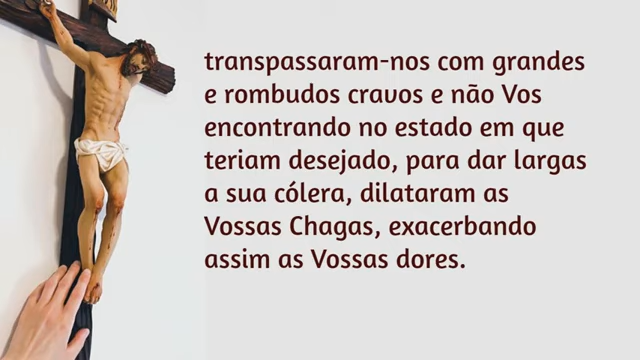 transpassaram-nos com grandes
e rombudos cravos e não Vos
encontrando no estado em que
teriam desejado, para dar largas
a sua cólera, dilataram as
Vossas Chagas, exacerbando
assim as Vossas dores.